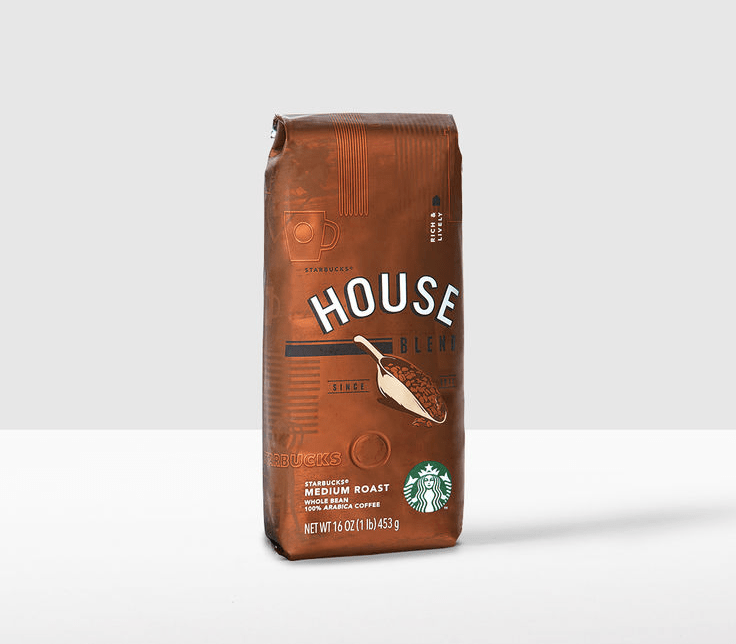 RICH &
LIVELY
STARBUCKS®
HOUSE
BLEND
SINCE
STARBUCKS
STARBUCKS®
MEDIUM ROAST
WHOLE BEAN
100% ARABICA COFFEE
NET WT 16 OZ (1 lb) 453 g